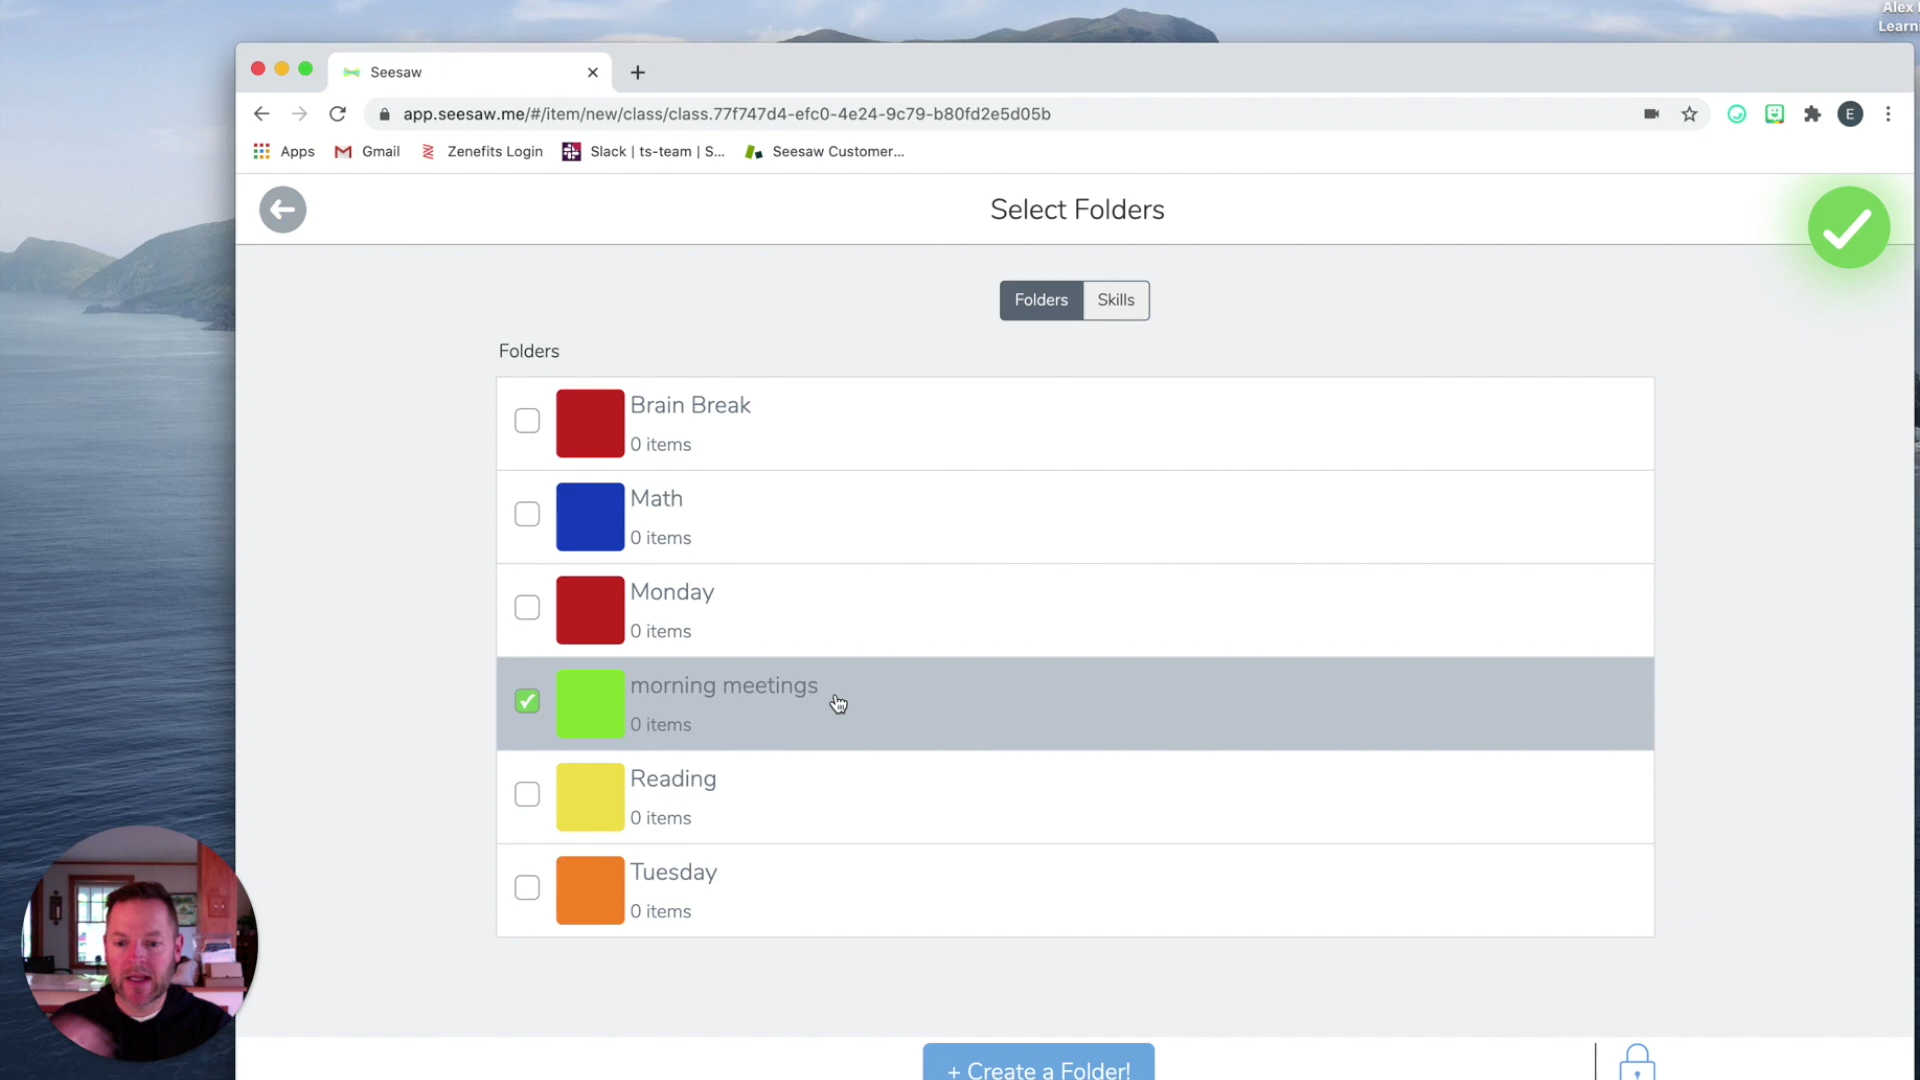 Alex
Learni
Seesaw
app.seesaw.me/#/item/new/class/class.77f747d4-efc0-4e24-9c79-b80fd2e5d05b
E
Apps
Gmail
Zenefits Login
Slack | ts-team | S...
Seesaw Customer...
Select Folders
Folders
Skills
Folders
Brain Break
0 items
Math
0 items
Monday
0 items
morning meetings
0 items
Reading
0 items
Tuesday
0 items
+ Create a Folder!